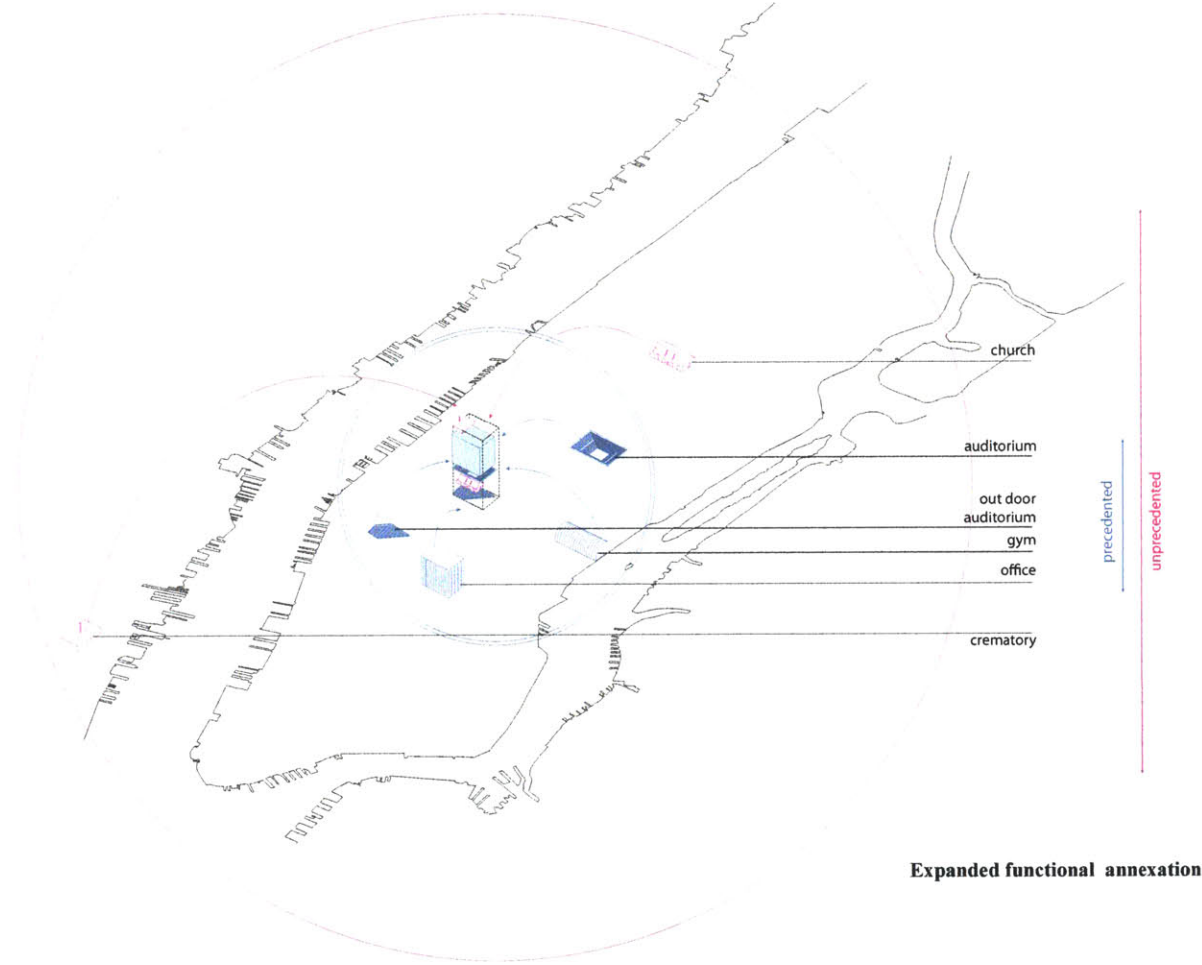 church
auditorium
out door
auditorium
gym
office
crematory
precedented
unprecedented
Expanded functional annexation